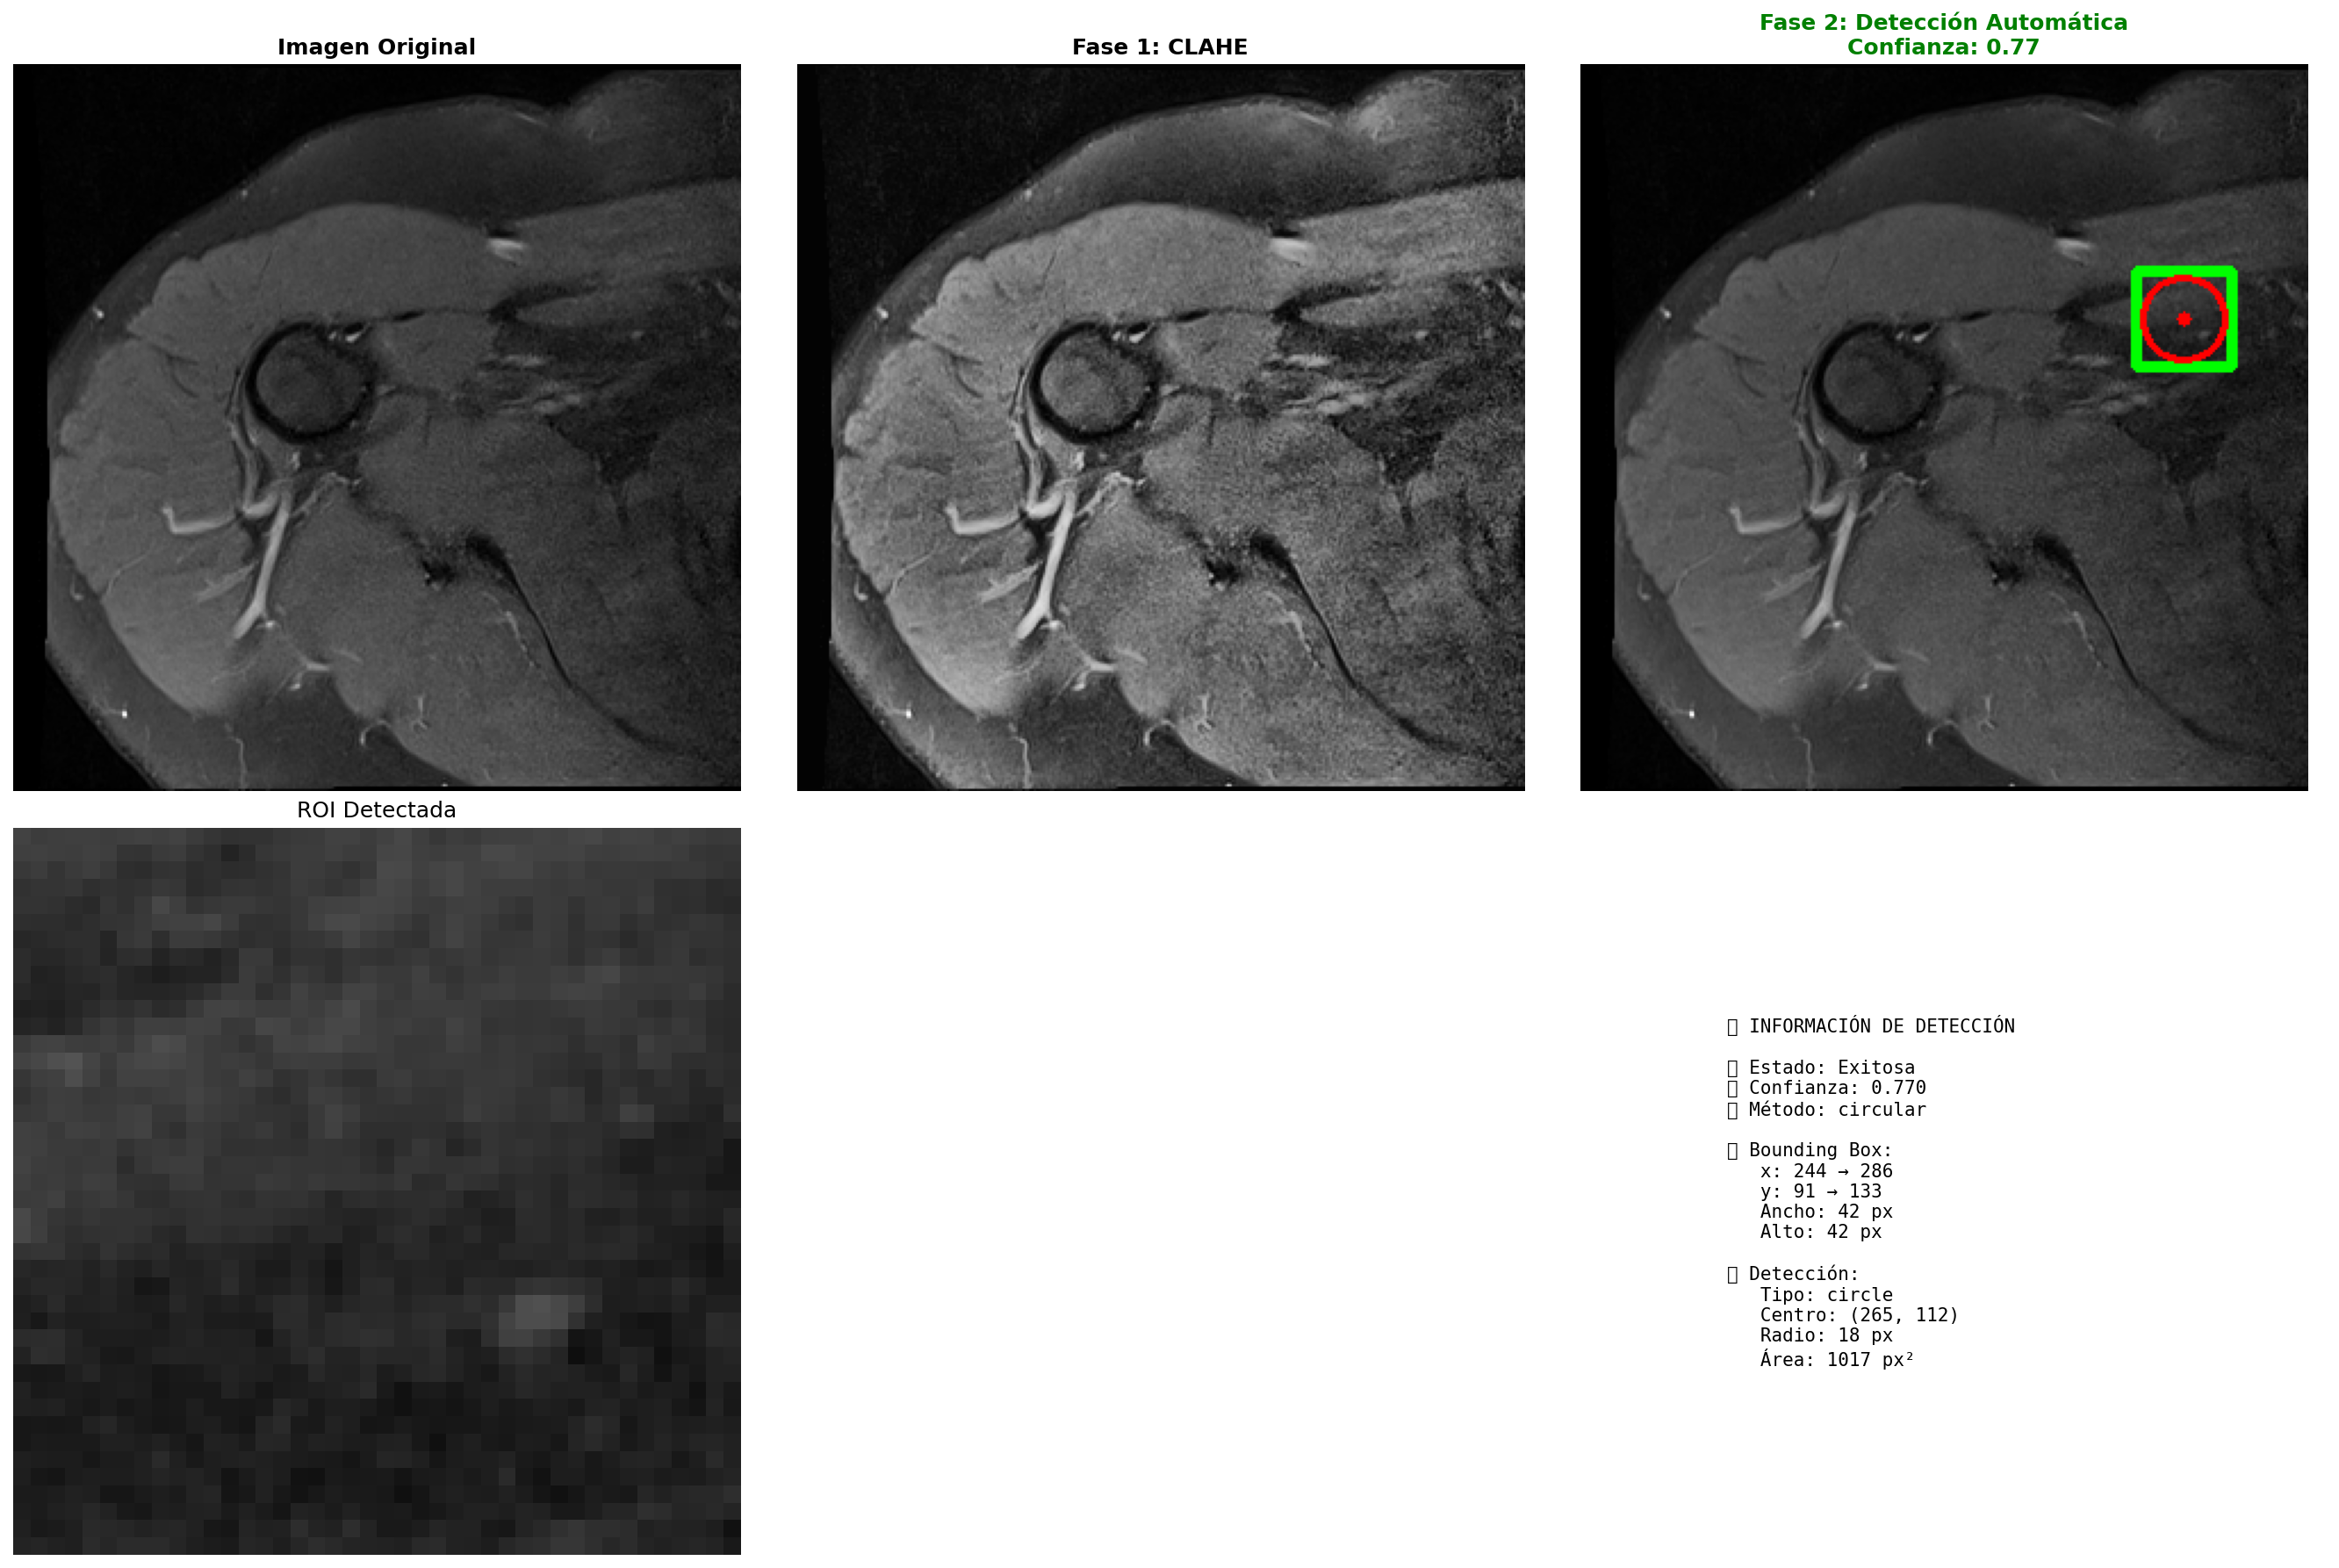 Imagen Original
Fase 1: CLAHE
Fase 2: Detección Automática
Confianza: 0.77
ROI Detectada
INFORMACIÓN DE DETECCIÓN
Estado: Exitosa
Confianza: 0.770
Método: circular
Bounding Box:
x: 244 → 286
y: 91 → 133
Ancho: 42 px
Alto: 42 px
Detección:
Tipo: circle
Centro: (265, 112)
Radio: 18 px
Área: 1017 px²